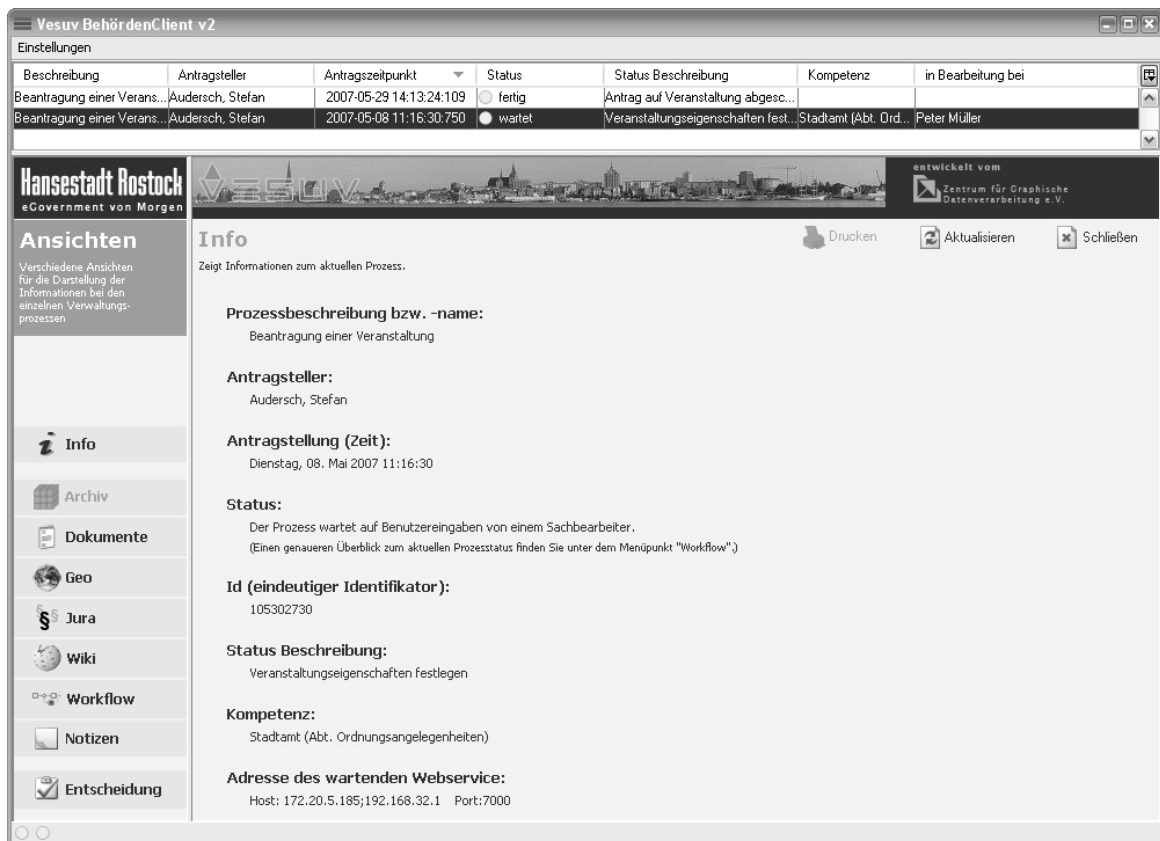 Vesuv BehördenClient v2
Einstellungen
Beschreibung Antragsteller Antragszeitpunkt Status Status Beschreibung Kompetenz in Bearbeitung bei
Beantragung einer Verans... Audersch, Stefan 2007-05-29 14:13:24:109 fertig Antrag auf Veranstaltung abgesc...
Beantragung einer Verans... Audersch, Stefan 2007-05-08 11:16:30:750 wartet Veranstaltungseigenschaften fest... Stadtamt (Abt. Ord... Peter Müller
Hansestadt Rostock
eGovernment von Morgen
VESUV
entwickelt vom
Zentrum für Graphische
Datenverarbeitung e.V.
Ansichten
Verschiedene Ansichten
für die Darstellung der
Informationen bei den
einzelnen Verwaltungs-
prozessen
Info
Archiv
Dokumente
Geo
Jura
Wiki
Workflow
Notizen
Entscheidung
Info Drucken Aktualisieren Schließen
Zeigt Informationen zum aktuellen Prozess.
Prozessbeschreibung bzw. -name:
Beantragung einer Veranstaltung
Antragsteller:
Audersch, Stefan
Antragstellung (Zeit):
Dienstag, 08. Mai 2007 11:16:30
Status:
Der Prozess wartet auf Benutzereingaben von einem Sachbearbeiter.
(Einen genaueren Überblick zum aktuellen Prozesstatus finden Sie unter dem Menüpunkt "Workflow".)
Id (eindeutiger Identifikator):
105302730
Status Beschreibung:
Veranstaltungseigenschaften festlegen
Kompetenz:
Stadtamt (Abt. Ordnungsangelegenheiten)
Adresse des wartenden Webservice:
Host: 172.20.5.185;192.168.32.1 Port:7000